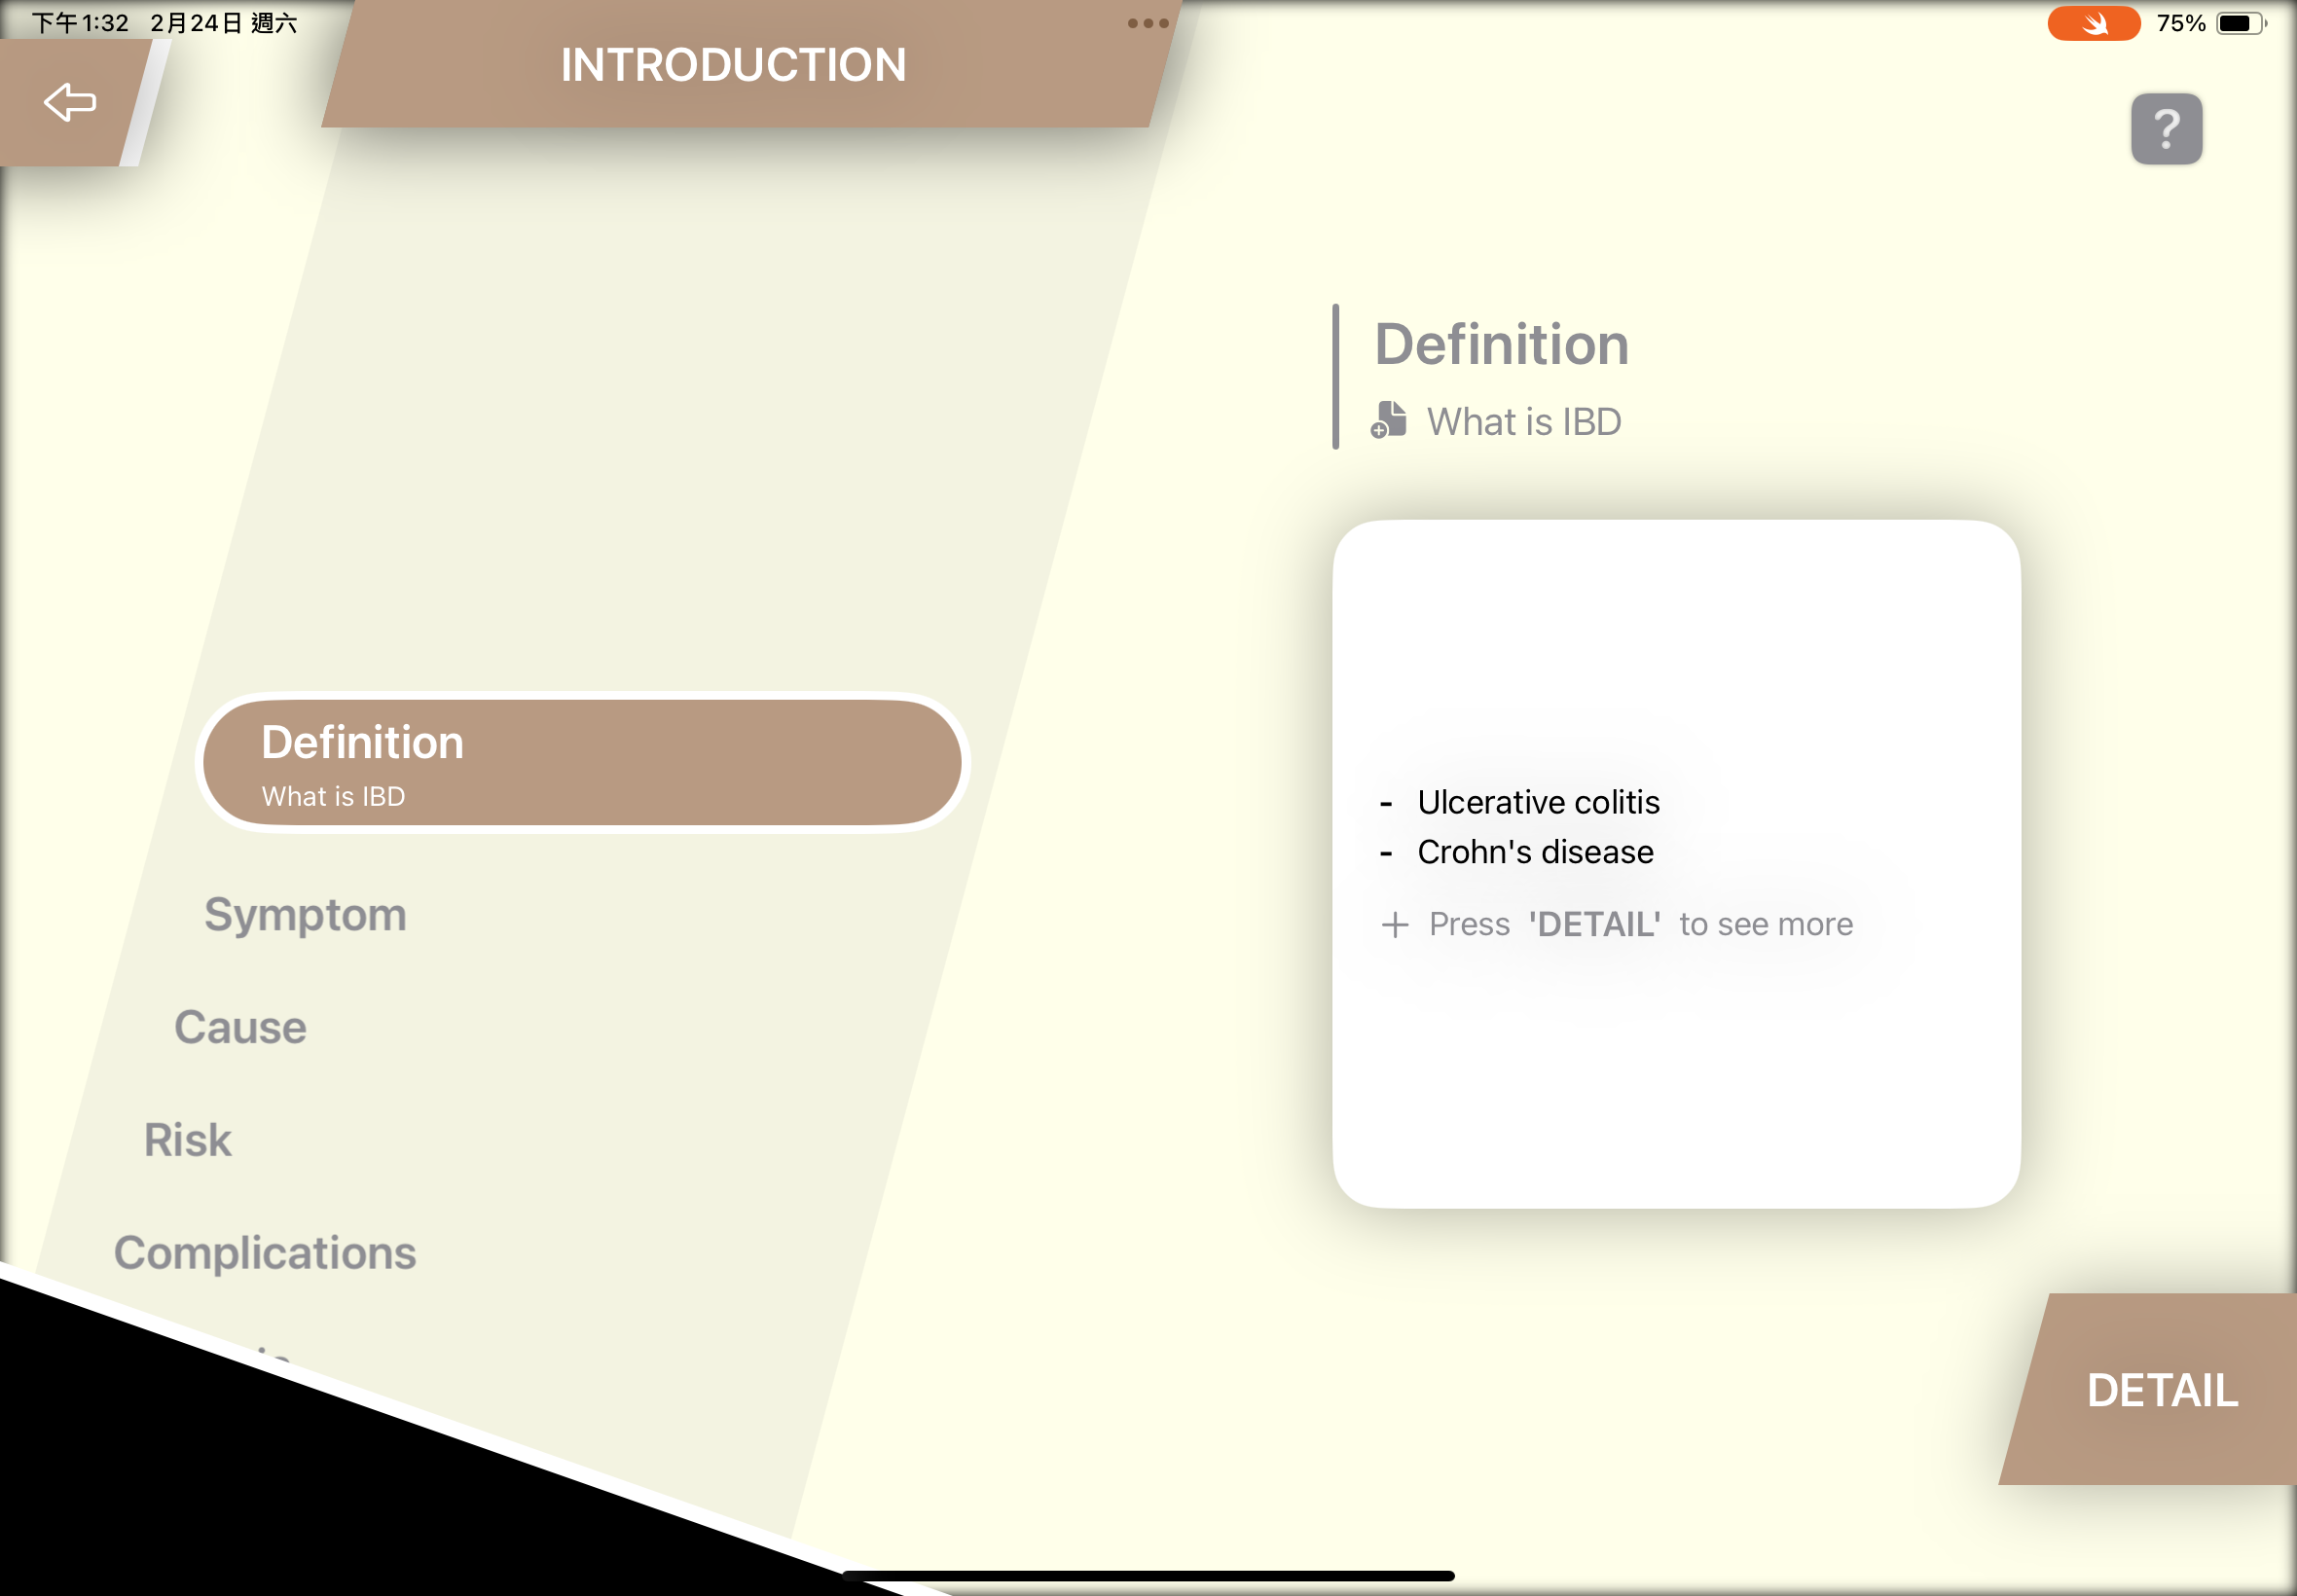 下午1:32 2月24日 週六
75%
INTRODUCTION
?
Definition
What is IBD
Definition
What is IBD
Symptom
Cause
Risk
Complications
- Ulcerative colitis
- Crohn's disease
+ Press 'DETAIL' to see more
DETAIL